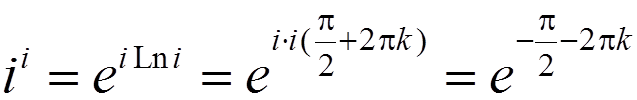 i^i = e^{i Ln i} = e^{i·i(π/2+2πk)} = e^{-π/2-2πk}